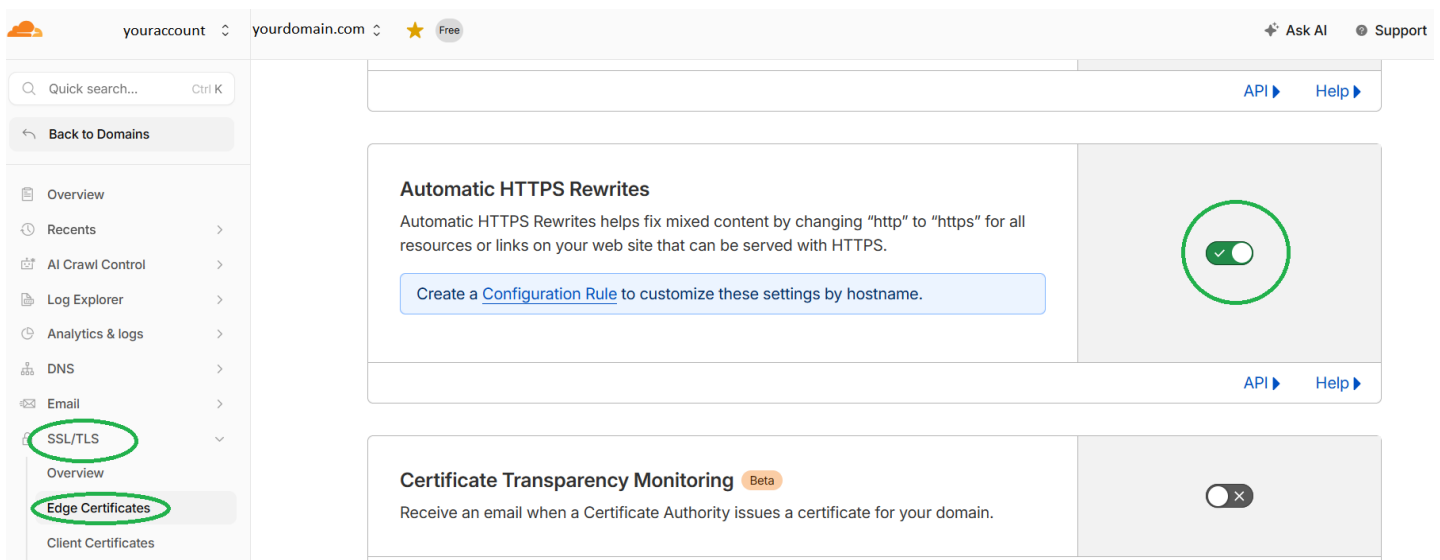 youraccount
yourdomain.com
Free
Ask AI
Support
Quick search...
Ctrl K
Back to Domains
Overview
Recents
AI Crawl Control
Log Explorer
Analytics & logs
DNS
Email
SSL/TLS
Overview
Edge Certificates
Client Certificates
API
Help
Automatic HTTPS Rewrites
Automatic HTTPS Rewrites helps fix mixed content by changing “http” to “https” for all
resources or links on your web site that can be served with HTTPS.
Create a Configuration Rule to customize these settings by hostname.
API
Help
Certificate Transparency Monitoring Beta
Receive an email when a Certificate Authority issues a certificate for your domain.